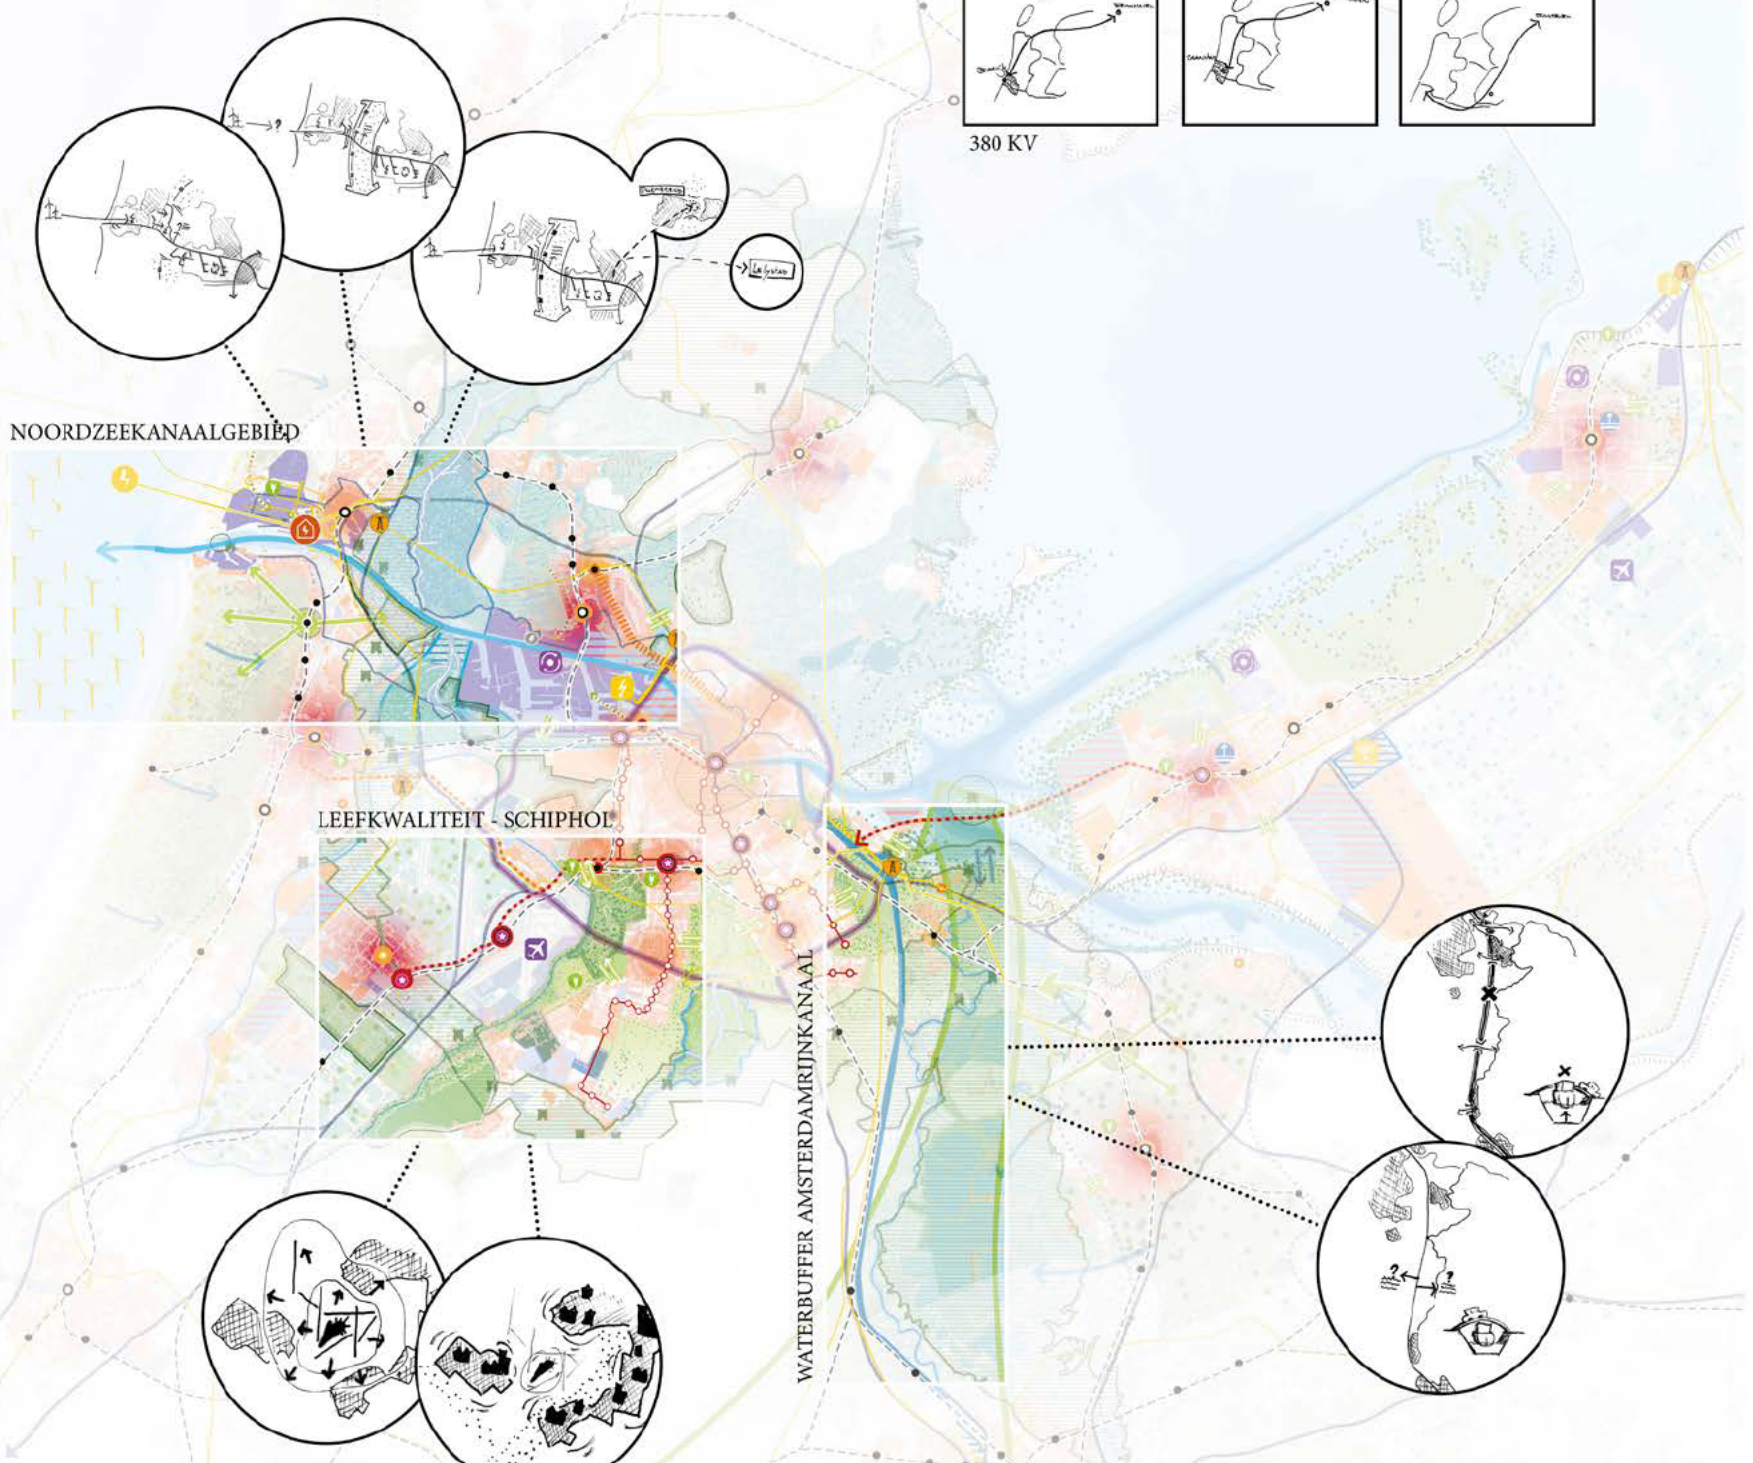 380 KV
Lelystad
NOORDZEEKANAALGEBIED
LEEFKWALITEIT - SCHIPHOL
WATERBUFFER AMSTERDAMRIJNKANAAL